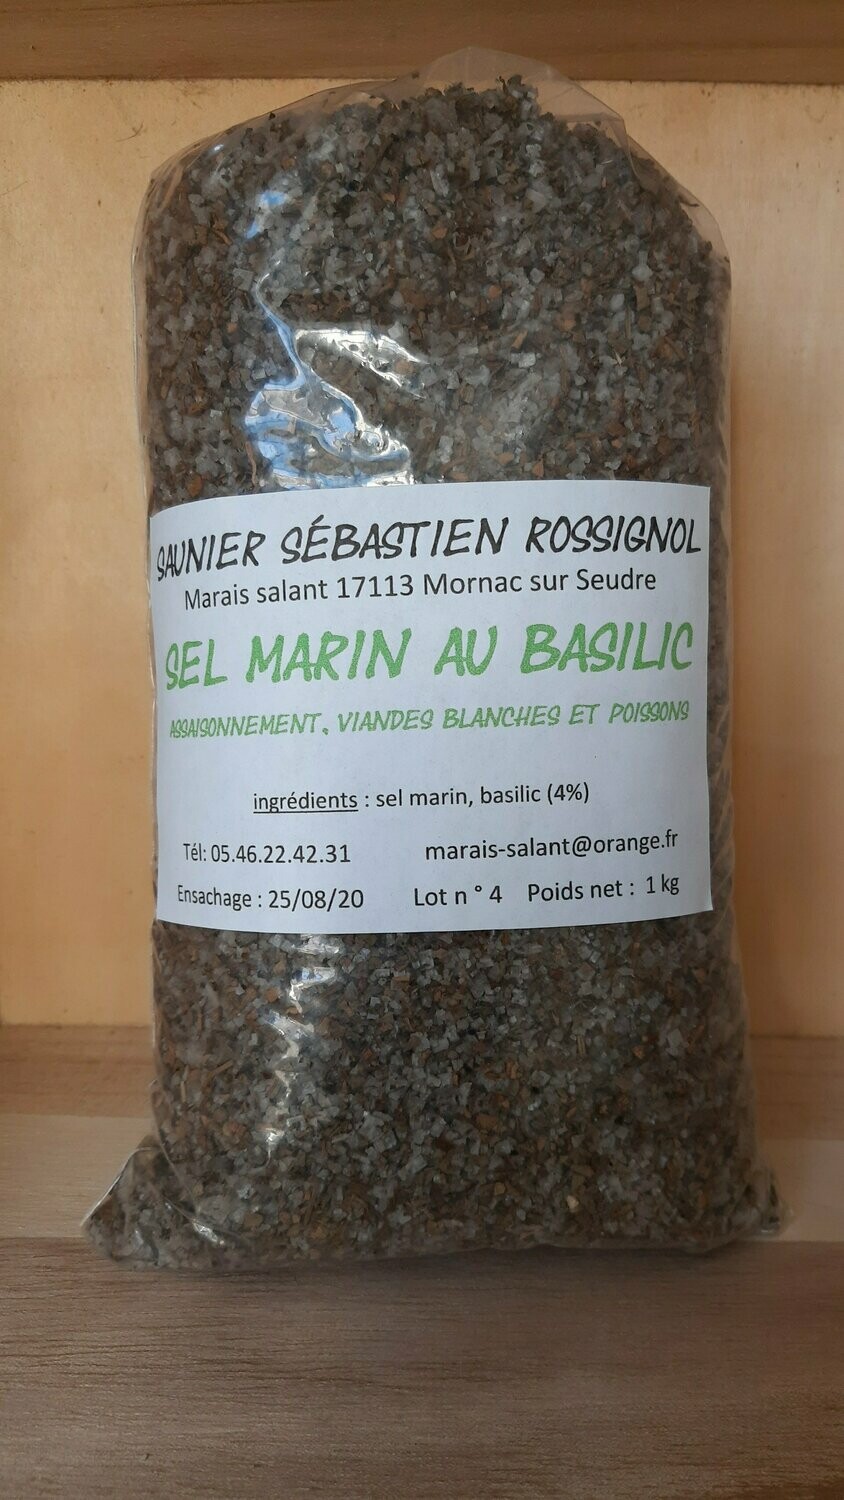 SAUNIER SÉBASTIEN ROSSIGNOL
Marais salant 17113 Mornac sur Seudre
SEL MARIN AU BASILIC
ASSAISONNEMENT, VIANDES BLANCHES ET POISSONS
ingrédients : sel marin, basilic (4%)
Tél: 05.46.22.42.31 marais-salant@orange.fr
Ensachage : 25/08/20 Lot n ° 4 Poids net : 1 kg